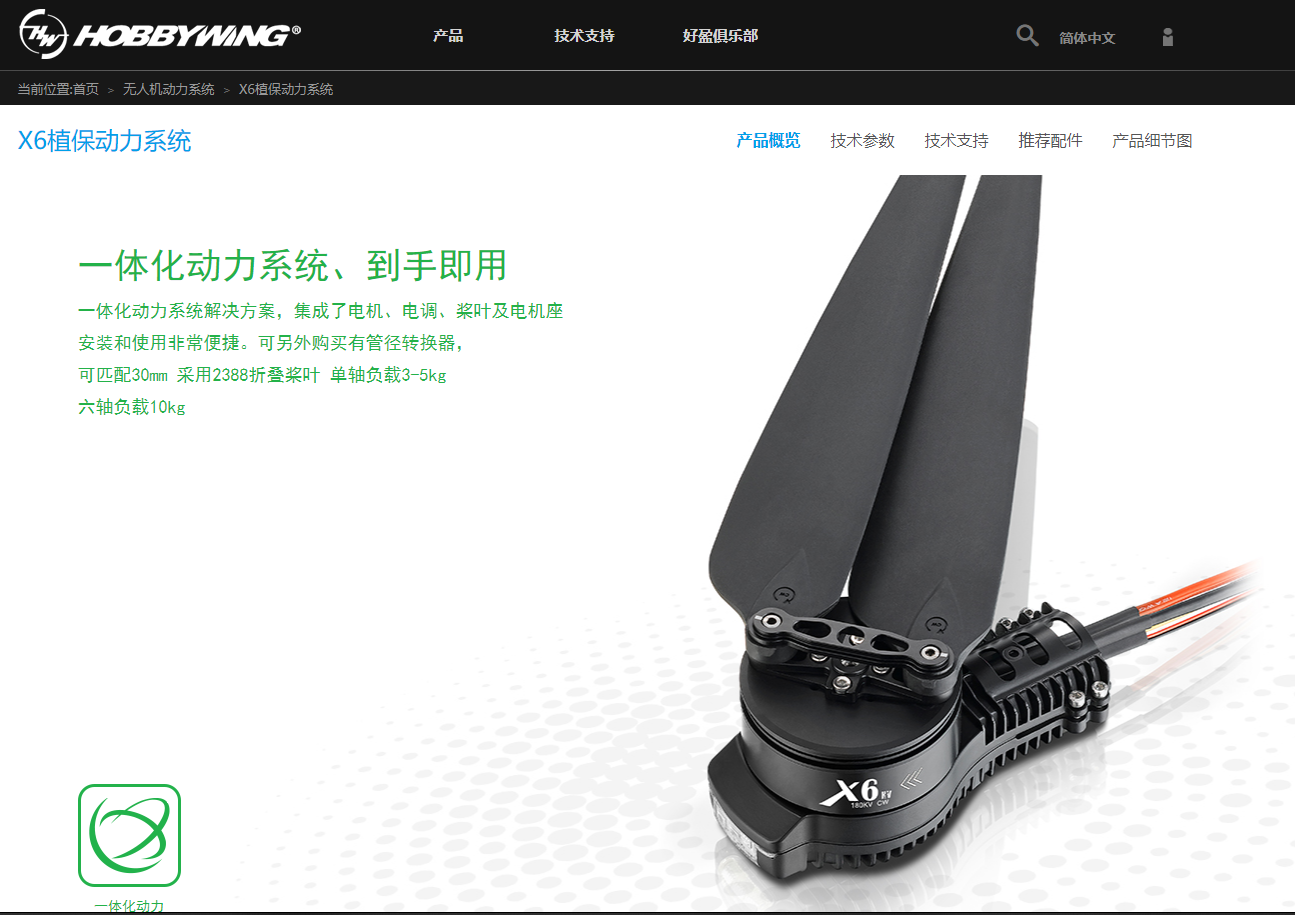 HOBBYWING®
产品
技术支持
好盈俱乐部
简体中文
当前位置:首页 > 无人机动力系统 > X6植保动力系统
X6植保动力系统
产品概览
技术参数
技术支持
推荐配件
产品细节图
一体化动力系统、到手即用
一体化动力系统解决方案，集成了电机、电调、桨叶及电机座
安装和使用非常便捷。可另外购买有管径转换器，
可匹配30mm 采用2388折叠桨叶 单轴负载3-5kg
六轴负载10kg
X6
180KV CW
一体化动力